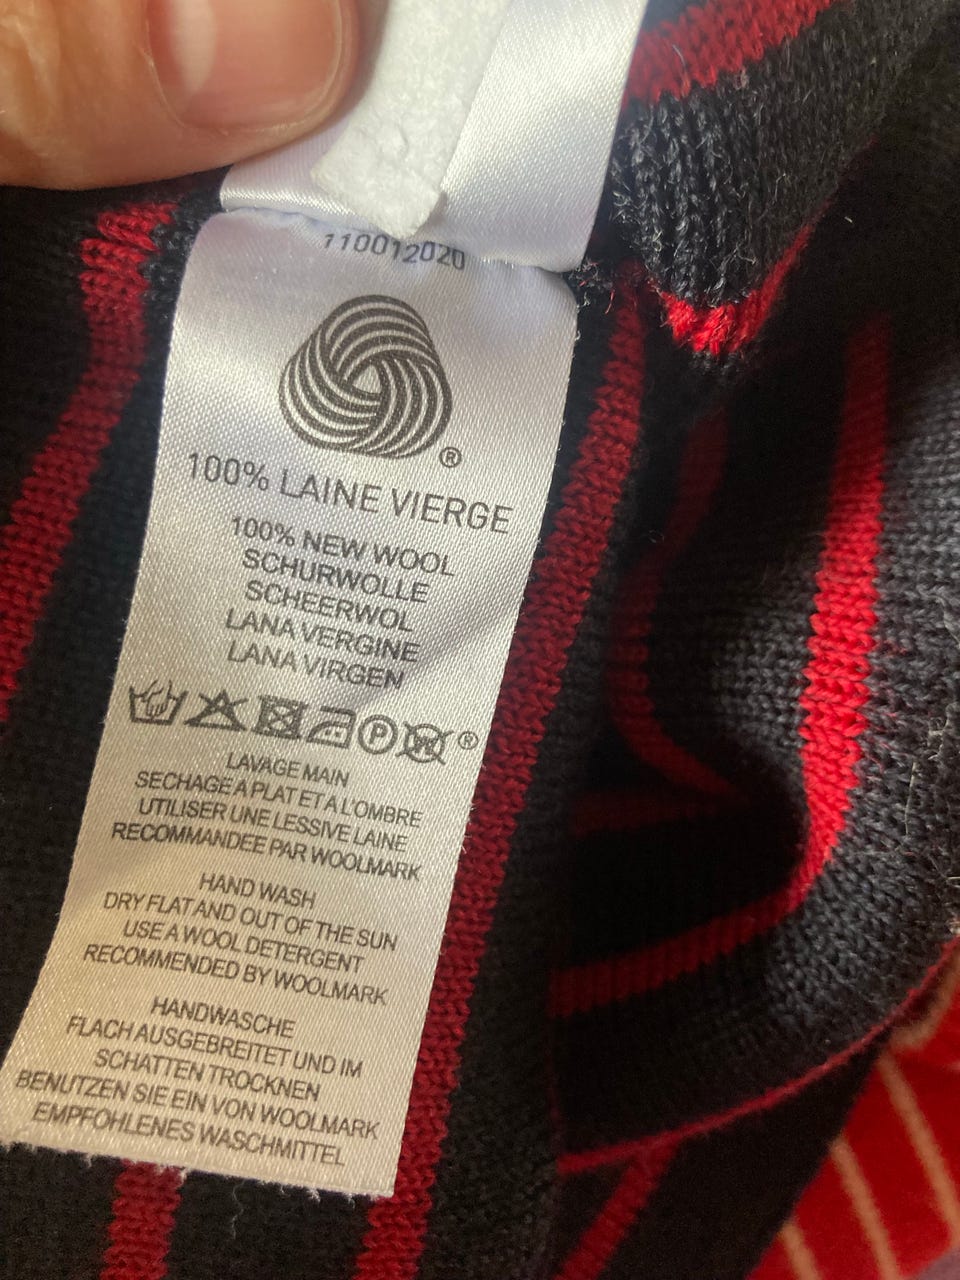 110012020
®
100% LAINE VIERGE
100% NEW WOOL
SCHURWOLLE
SCHEERWOL
LANA VERGINE
LANA VIRGEN
P W ®
LAVAGE MAIN
SECHAGE A PLAT ET A L'OMBRE
UTILISER UNE LESSIVE LAINE
RECOMMANDEE PAR WOOLMARK
HAND WASH
DRY FLAT AND OUT OF THE SUN
USE A WOOL DETERGENT
RECOMMENDED BY WOOLMARK
HANDWASCHE
FLACH AUSGEBREITET UND IM
SCHATTEN TROCKNEN
BENUTZEN SIE EIN VON WOOLMARK
EMPFOHLENES WASCHMITTEL